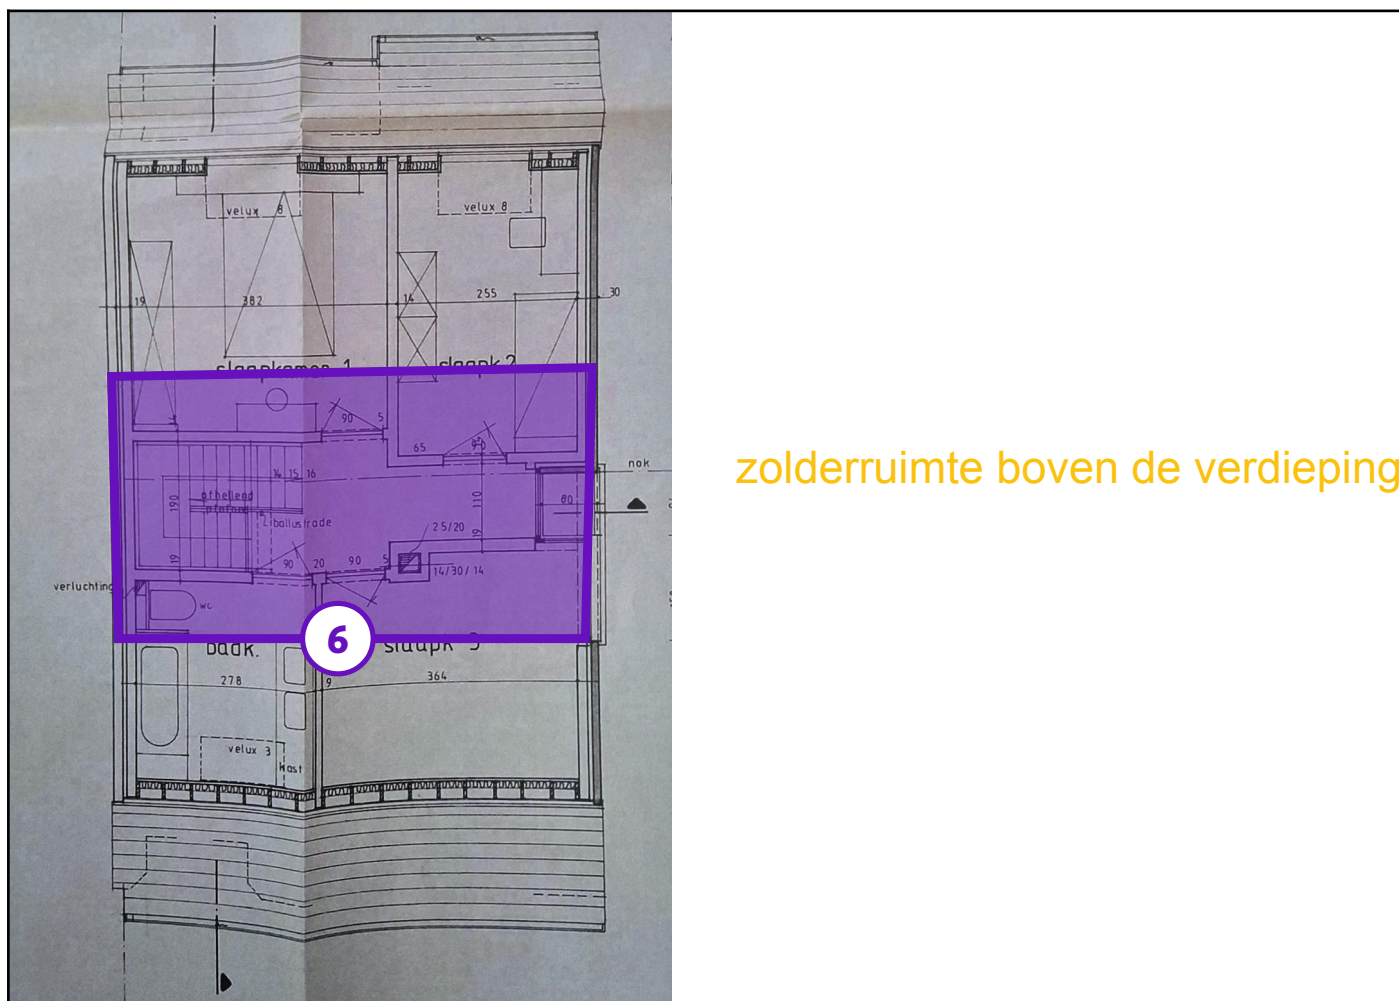 velux 8
velux 8
19
382
14
255
30
slaapkamer 1
slaapk 2
90
5
65
90
nok
14 15 16
afhellend
plafond
190
110
80
zolderruimte boven de verdieping
ballustrade
25/20
19
19
90
20
90
5
14/30/14
verluchting
wc
6
badk.
slaapk 3
278
9
364
velux 3
kast